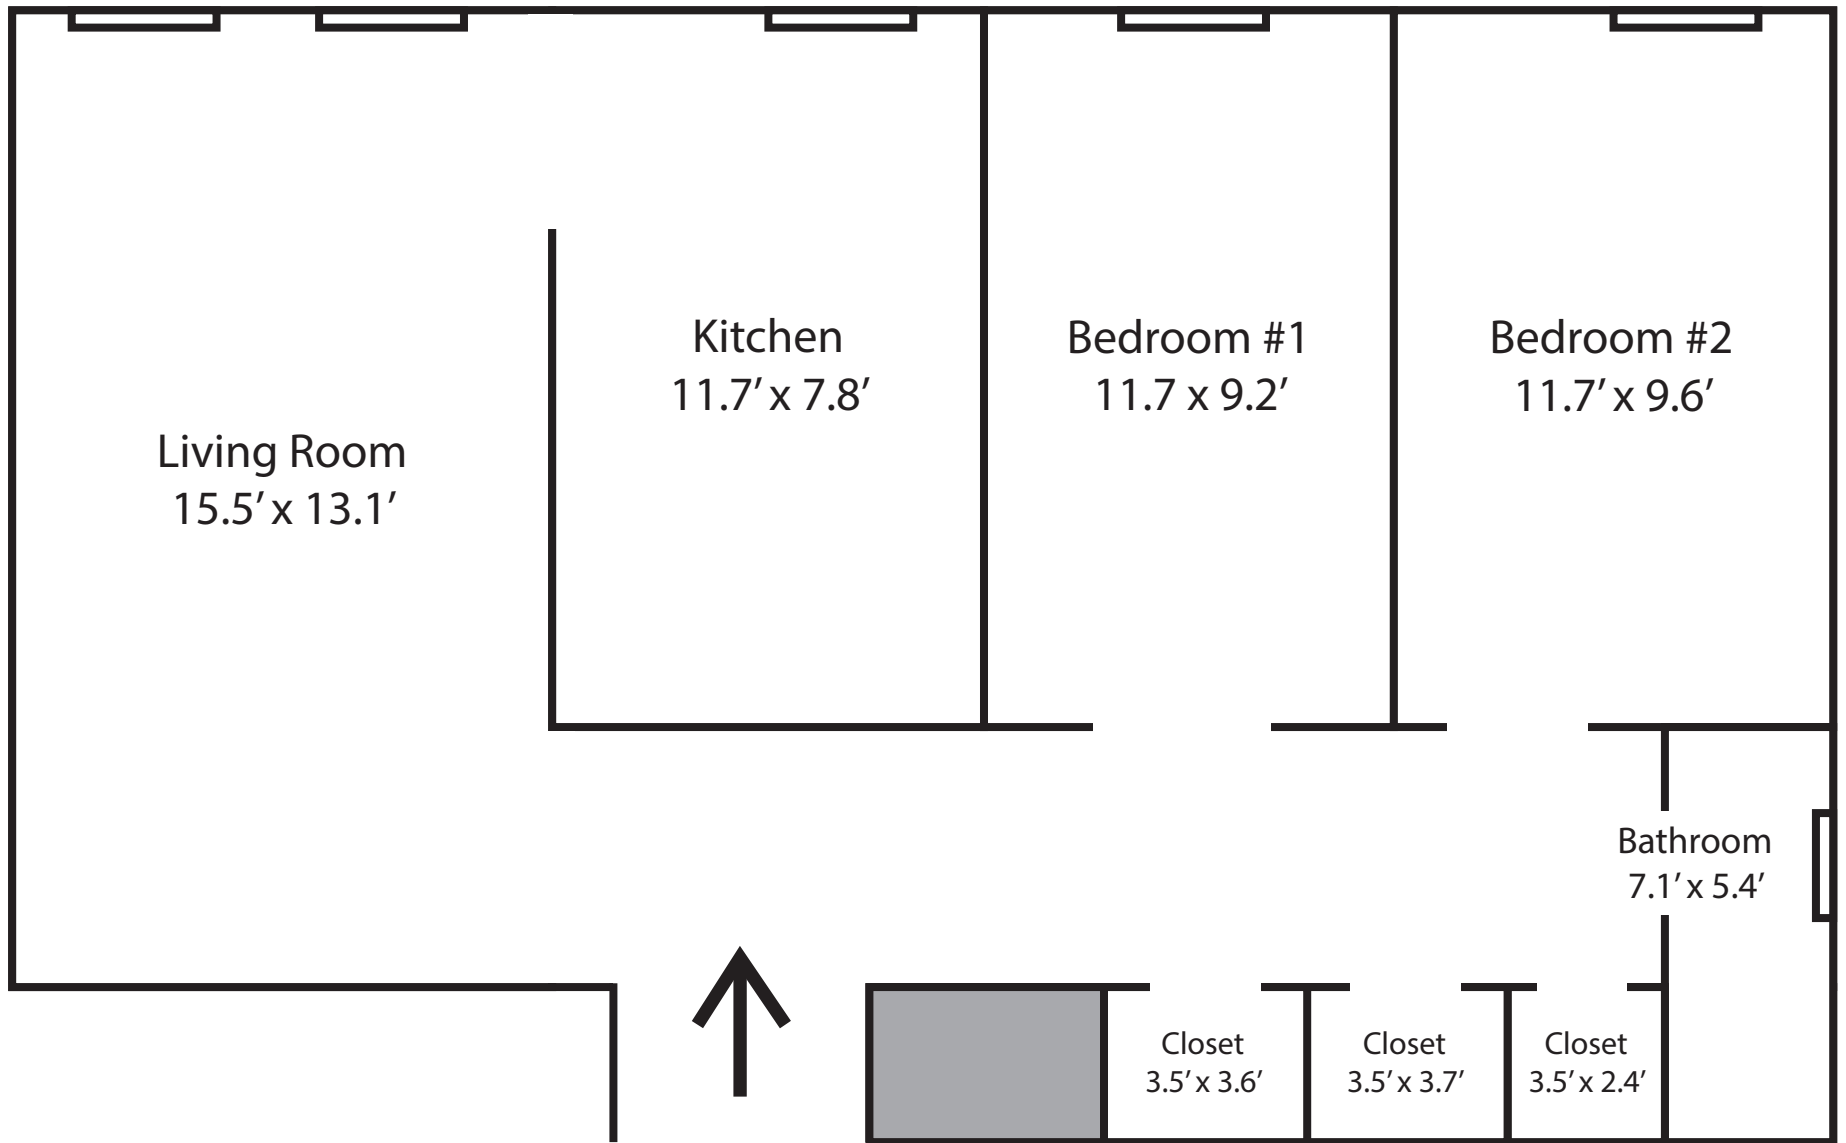 Kitchen
11.7’ x 7.8’
Bedroom #1
11.7 x 9.2’
Bedroom #2
11.7’ x 9.6’
Living Room
15.5’ x 13.1’
Bathroom
7.1’ x 5.4’
Closet
3.5’ x 3.6’
Closet
3.5’ x 3.7’
Closet
3.5’ x 2.4’